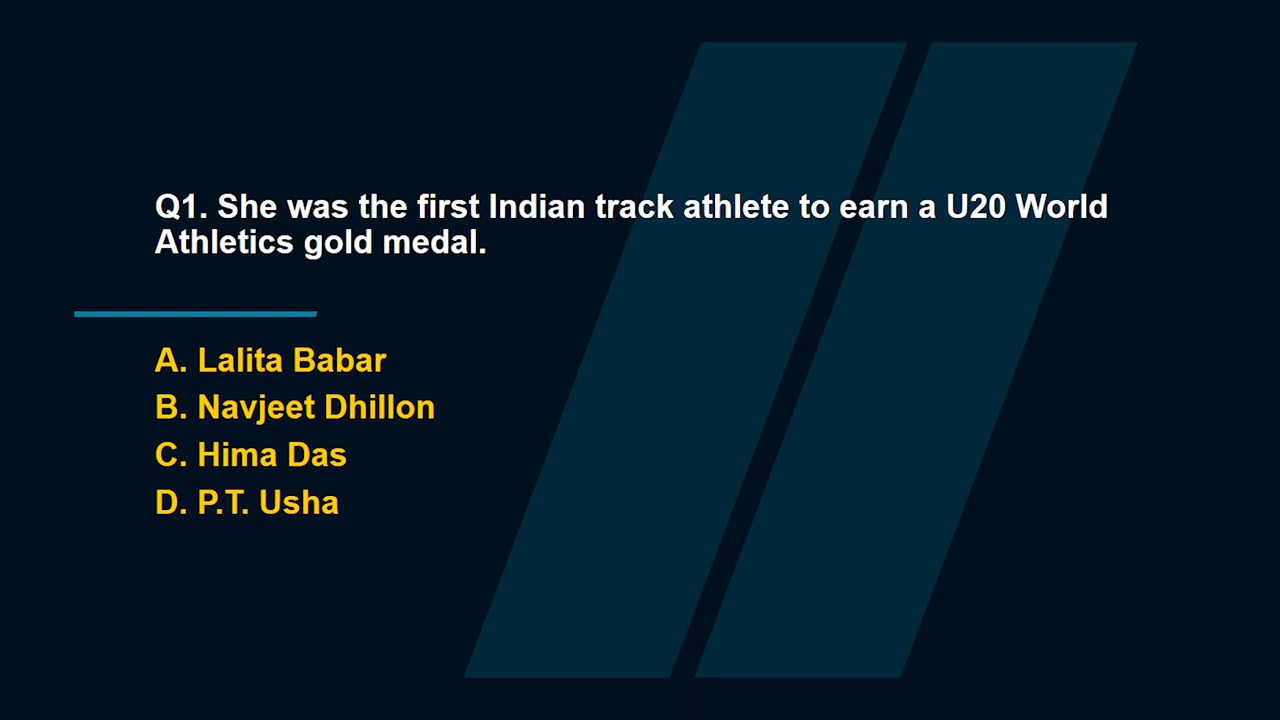 Q1. She was the first Indian track athlete to earn a U20 World
Athletics gold medal.
A. Lalita Babar
B. Navjeet Dhillon
C. Hima Das
D. P.T. Usha